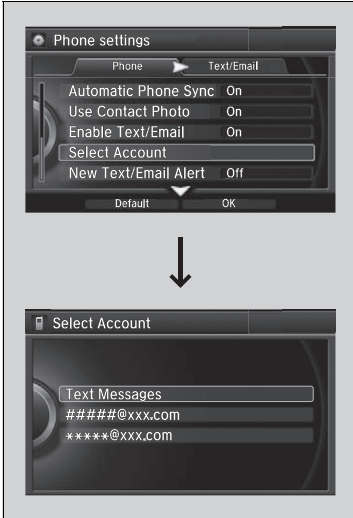 Phone settings
Phone Text/Email
Automatic Phone Sync On
Use Contact Photo On
Enable Text/Email On
Select Account
New Text/Email Alert Off
Default OK
Select Account
Text Messages
#####@xxx.com
*****@xxx.com